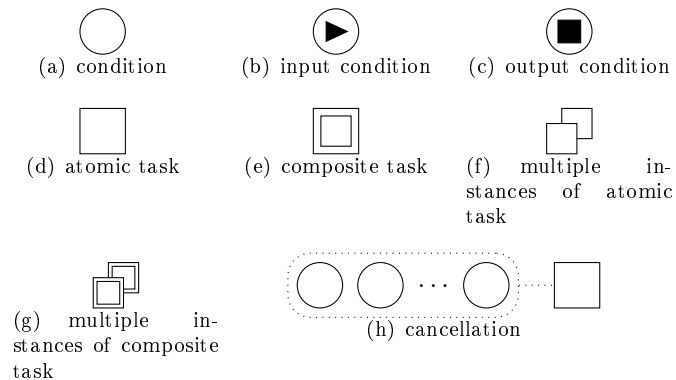 (a) condition
(b) input condition
(c) output condition
(d) atomic task
(e) composite task
(f) multiple in-
stances of atomic
task
(g) multiple in-
stances of composite
task
(h) cancellation